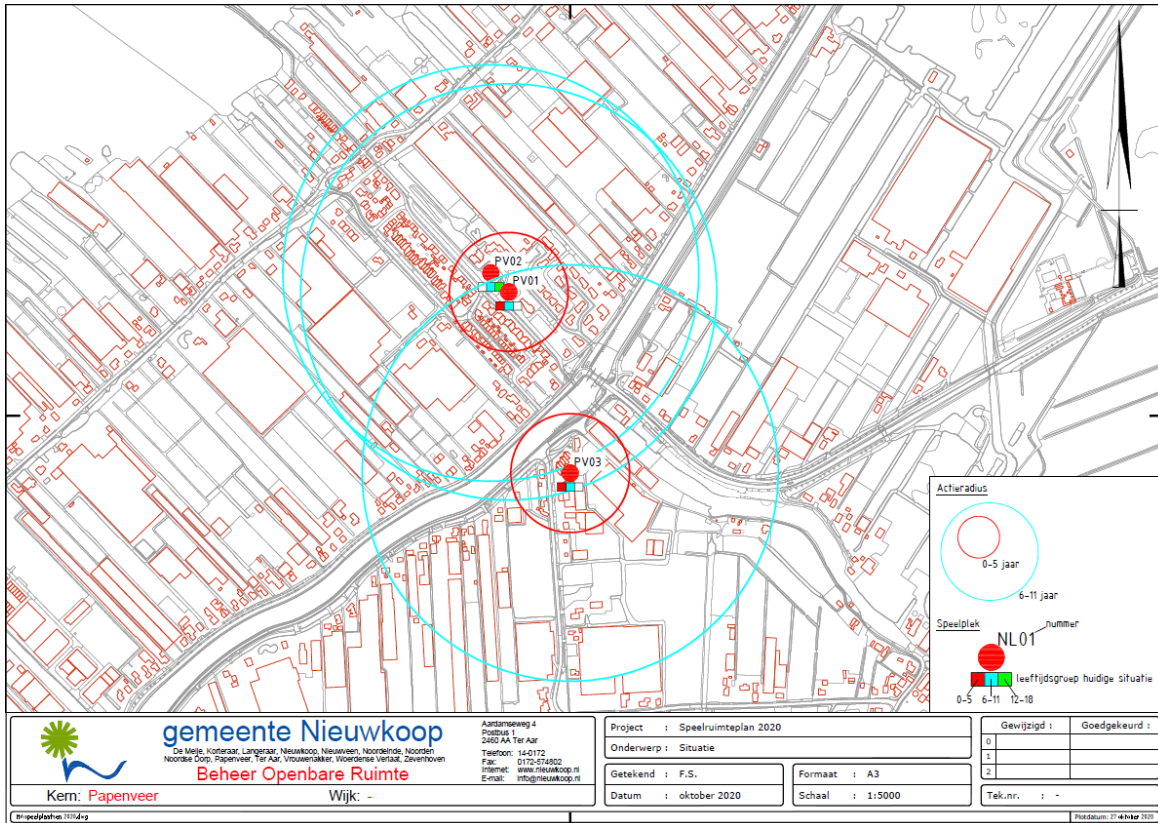 PV02
PV01
PV03
Actieradius
0-5 jaar
6-11 jaar
Speelplek
nummer
NL01
leeftijdsgroep huidige situatie
0-5 6-11 12-18
gemeente Nieuwkoop
De Meije, Korteraar, Langeraar, Nieuwkoop, Nieuwveen, Noordeinde, Noorden
Noordse Dorp, Papenveer, Ter Aar, Vrouwenakker, Woerdense Verlaat, Zevenhoven
Beheer Openbare Ruimte
Kern: Papenveer Wijk: -
Aardamseweg 4
Postbus 1
2460 AA Ter Aar
Telefoon: 14-0172
Fax: 0172-574802
Internet: www.nieuwkoop.nl
E-mail: info@nieuwkoop.nl
Project : Speelruimteplan 2020
Onderwerp : Situatie
Getekend : F.S.
Datum : oktober 2020
Formaat : A3
Schaal : 1:5000
Gewijzigd : Goedgekeurd :
0
1
2
Tek.nr. : -
Plotdatum: 27 oktober 2020